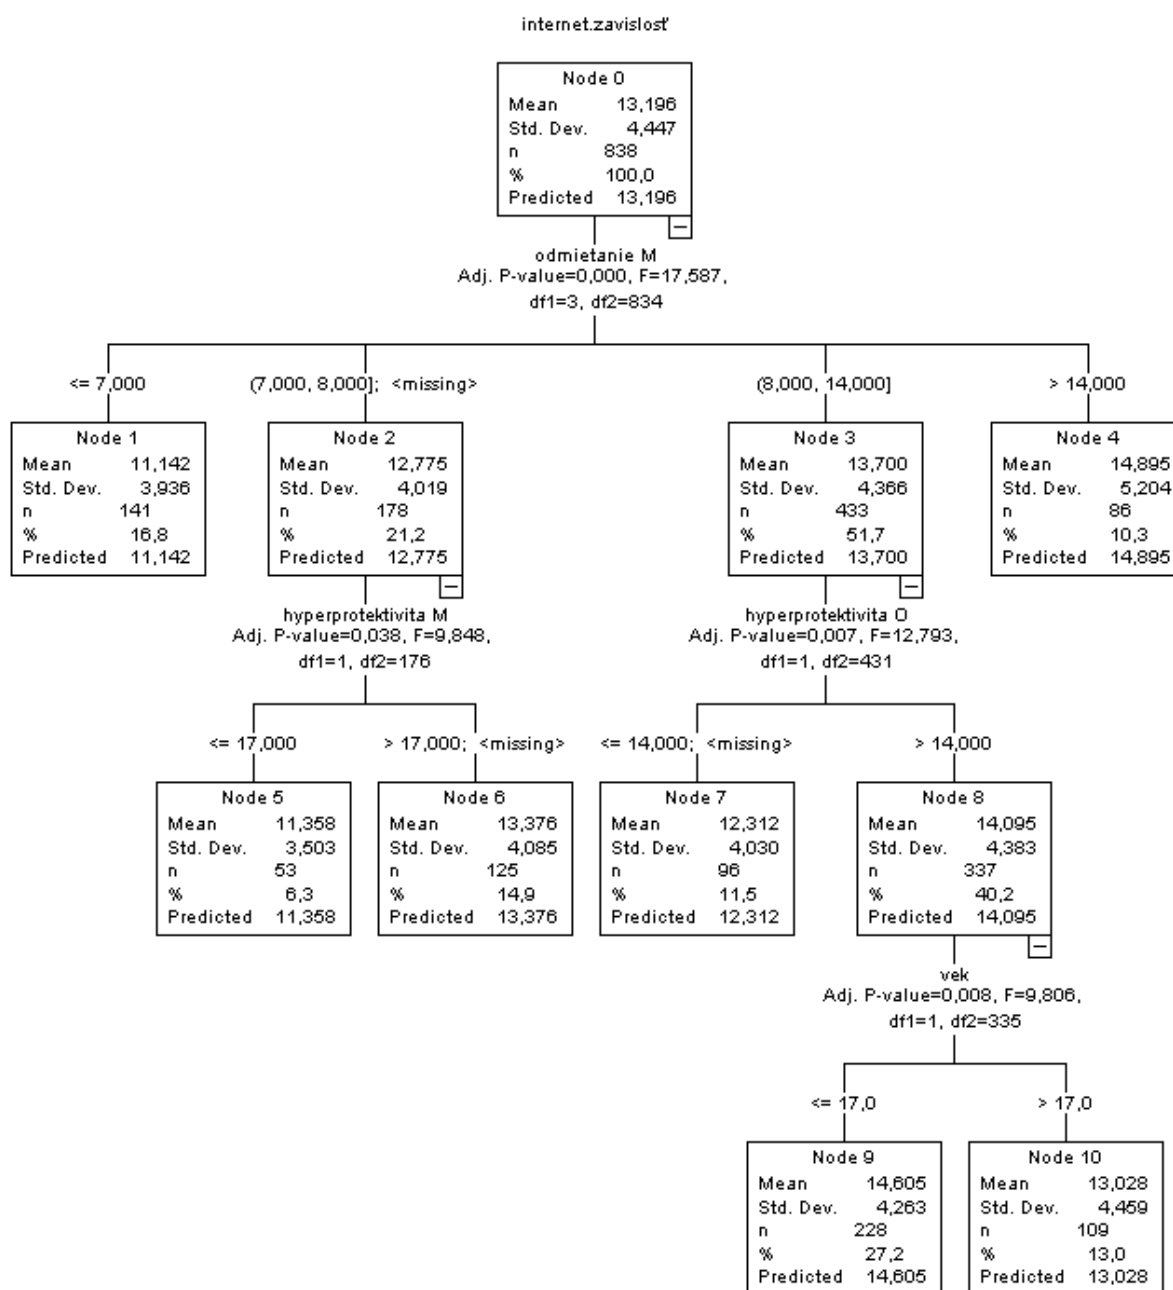 internet.zavislosť
Node 0
Mean 13,196
Std. Dev. 4,447
n 838
% 100,0
Predicted 13,196
odmietanie M
Adj. P-value=0,000, F=17,587,
df1=3, df2=834
<= 7,000
(7,000, 8,000]; <missing>
(8,000, 14,000]
> 14,000
Node 1
Mean 11,142
Std. Dev. 3,936
n 141
% 16,8
Predicted 11,142
Node 2
Mean 12,775
Std. Dev. 4,019
n 178
% 21,2
Predicted 12,775
Node 3
Mean 13,700
Std. Dev. 4,366
n 433
% 51,7
Predicted 13,700
Node 4
Mean 14,895
Std. Dev. 5,204
n 86
% 10,3
Predicted 14,895
hyperprotektivita M
Adj. P-value=0,038, F=9,848,
df1=1, df2=176
hyperprotektivita O
Adj. P-value=0,007, F=12,793,
df1=1, df2=431
<= 17,000
> 17,000; <missing>
<= 14,000; <missing>
> 14,000
Node 5
Mean 11,358
Std. Dev. 3,503
n 53
% 6,3
Predicted 11,358
Node 6
Mean 13,376
Std. Dev. 4,085
n 125
% 14,9
Predicted 13,376
Node 7
Mean 12,312
Std. Dev. 4,030
n 96
% 11,5
Predicted 12,312
Node 8
Mean 14,095
Std. Dev. 4,383
n 337
% 40,2
Predicted 14,095
vek
Adj. P-value=0,008, F=9,806,
df1=1, df2=335
<= 17,0
> 17,0
Node 9
Mean 14,605
Std. Dev. 4,263
n 228
% 27,2
Predicted 14,605
Node 10
Mean 13,028
Std. Dev. 4,459
n 109
% 13,0
Predicted 13,028